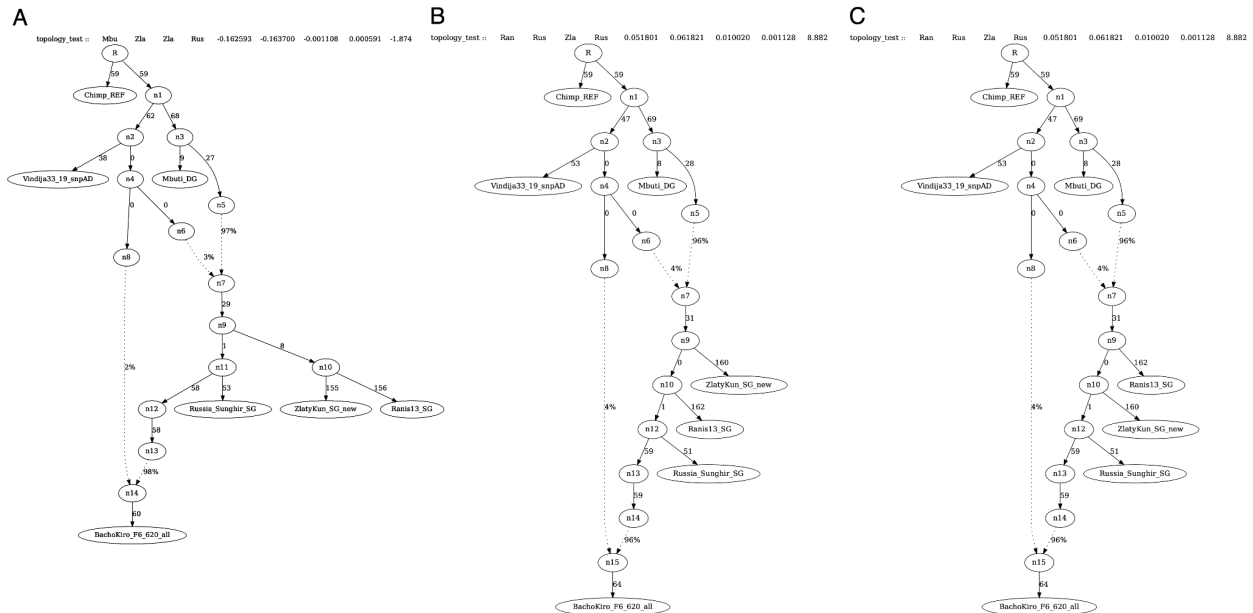 A
topology_test :: Mbu Zla Zla Rus -0.162593 -0.163700 -0.001108 0.000591 -1.874
R
59 59
Chimp_REF
n1
62 68
n2 n3
38 0 9 27
Vindija33_19_snpAD
n4
Mbuti_DG
0 0
n5
n6
97%
n8
3%
n7
29
n9
1 8
2%
n11 n10
58 53 155 156
n12
Russia_Sunghir_SG
ZlatyKun_SG_new
Ranis13_SG
58
n13
98%
n14
60
BachoKiro_F6_620_all
B
topology_test :: Ran Rus Zla Rus 0.051801 0.061821 0.010020 0.001128 8.882
R
59 59
Chimp_REF
n1
47 69
n2 n3
53 0 8 28
Vindija33_19_snpAD
n4
Mbuti_DG
0 0
n5
n6
96%
n8
4%
n7
31
n9
0 160
n10
ZlatyKun_SG_new
1 162
4%
n12
Ranis13_SG
59 51
n13
Russia_Sunghir_SG
59
n14
96%
n15
64
BachoKiro_F6_620_all
C
topology_test :: Ran Rus Zla Rus 0.051801 0.061821 0.010020 0.001128 8.882
R
59 59
Chimp_REF
n1
47 69
n2 n3
53 0 8 28
Vindija33_19_snpAD
n4
Mbuti_DG
0 0
n5
n6
96%
n8
4%
n7
31
n9
0 162
n10
Ranis13_SG
1 160
4%
n12
ZlatyKun_SG_new
59 51
n13
Russia_Sunghir_SG
59
n14
96%
n15
64
BachoKiro_F6_620_all